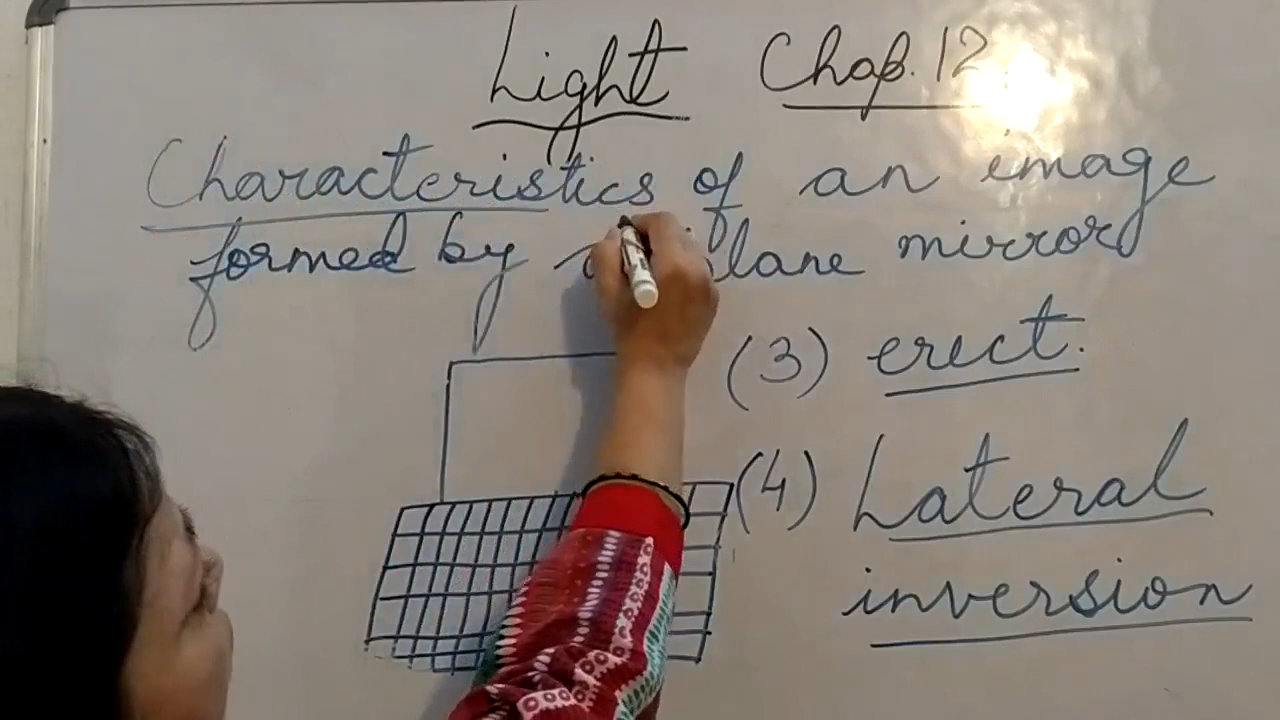 Light Chap. 12
Characteristics of an image
formed by plane mirror
(3) erect.
(4) Lateral
inversion